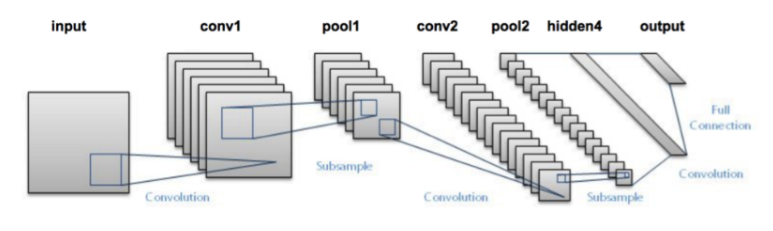 input
conv1
pool1
conv2
pool2
hidden4
output
Full
Connection
Subsample
Convolution
Convolution
Subsample
Convolution